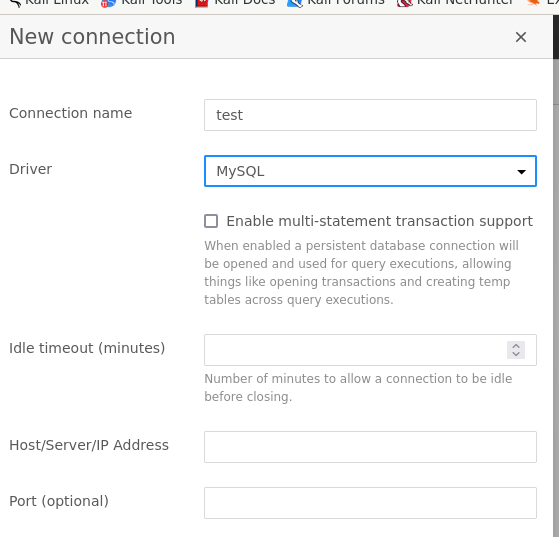 Kali Linux Kali Tools Kali Docs Kali Forums Kali NetHunter
New connection ×
Connection name test
Driver MySQL
Enable multi-statement transaction support
When enabled a persistent database connection will
be opened and used for query executions, allowing
things like opening transactions and creating temp
tables across query executions.
Idle timeout (minutes)
Number of minutes to allow a connection to be idle
before closing.
Host/Server/IP Address
Port (optional)